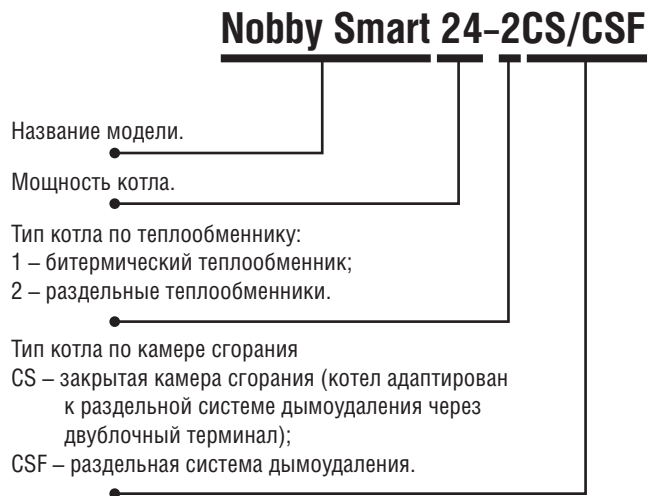 Nobby Smart 24–2CS/CSF
Название модели.
Мощность котла.
Тип котла по теплообменнику:
1 – битермический теплообменник;
2 – раздельные теплообменники.
Тип котла по камере сгорания
CS – закрытая камера сгорания (котел адаптирован
к раздельной системе дымоудаления через
двублочный терминал);
CSF – раздельная система дымоудаления.